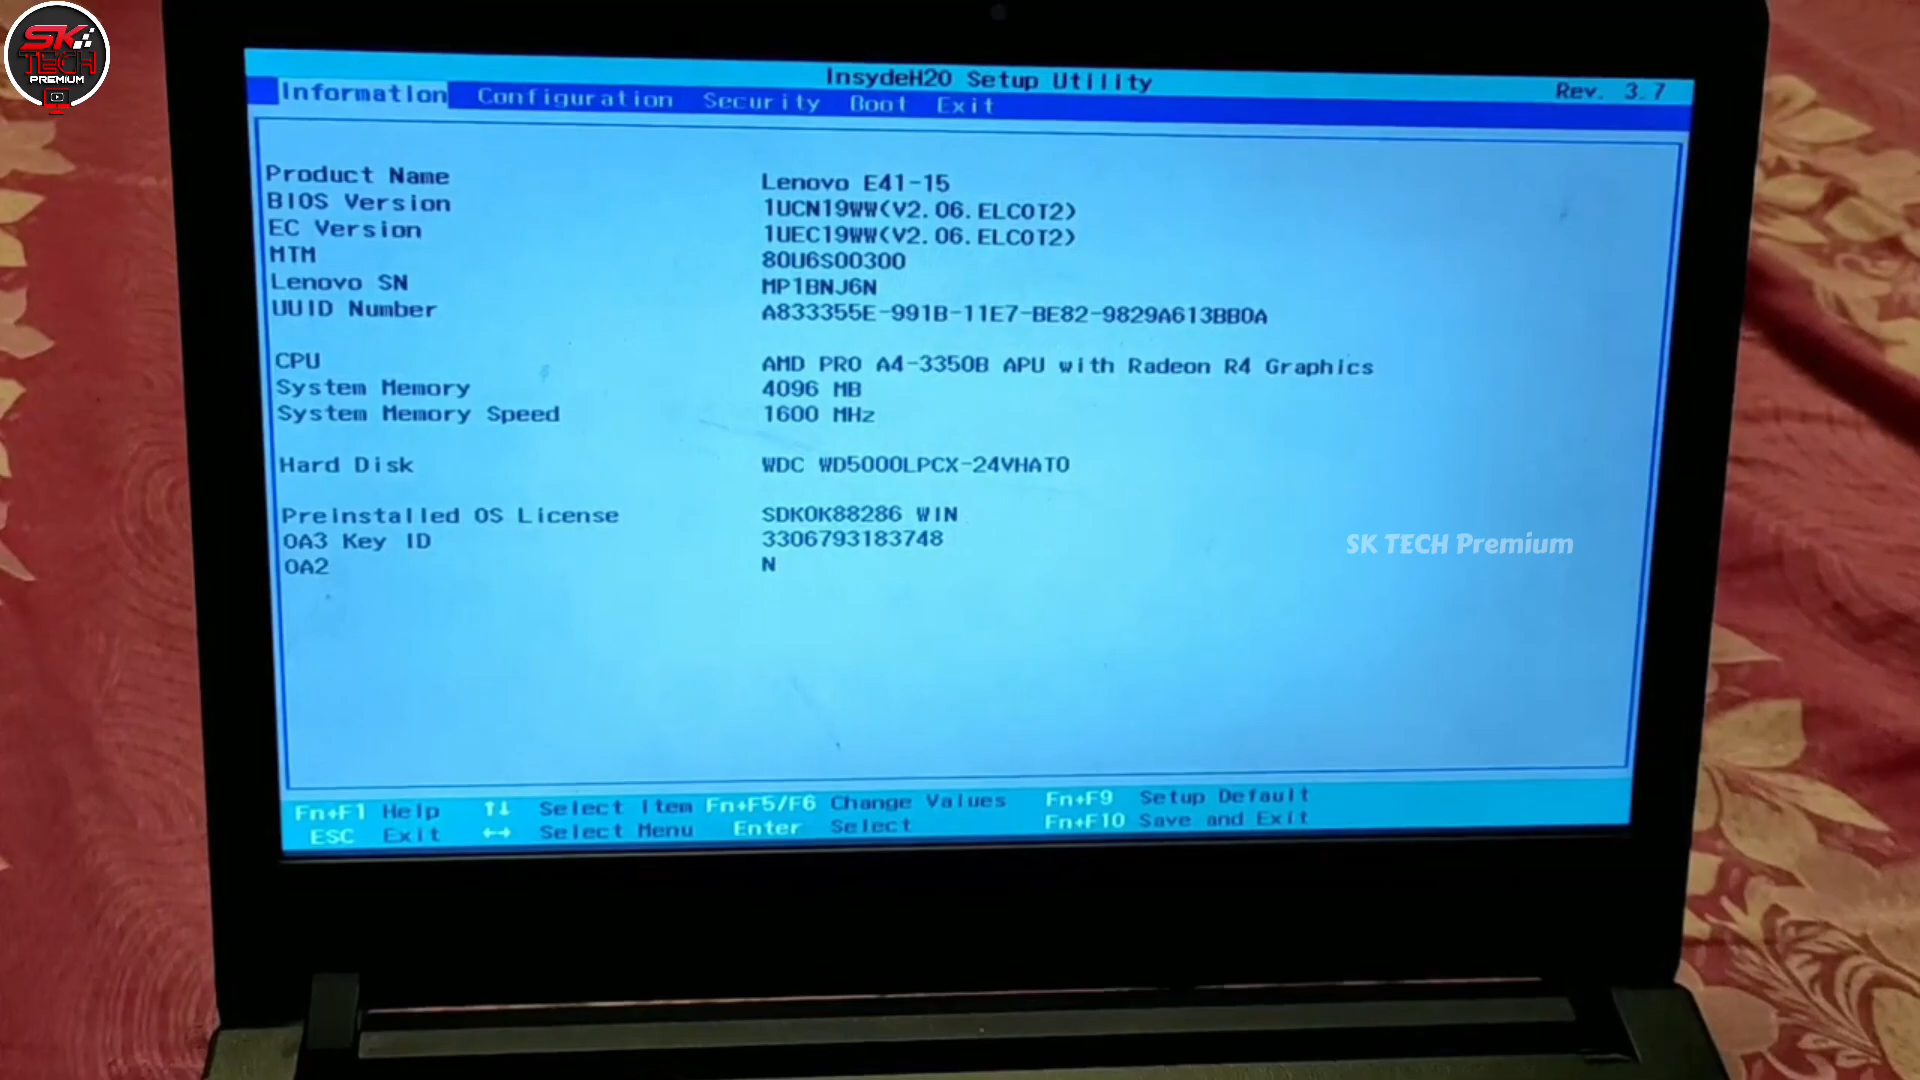 SK
TECH
PREMIUM
InsydeH20 Setup Utility
Rev. 3.7
Information Configuration Security Boot Exit
Product Name Lenovo E41-15
BIOS Version 1UCN19WW(V2.06.ELCOT2)
EC Version 1UEC19WW(V2.06.ELCOT2)
MTM 80U6S00300
Lenovo SN MP1BNJ6N
UUID Number A833355E-991B-11E7-BE82-9829A613BB0A
CPU AMD PRO A4-3350B APU with Radeon R4 Graphics
System Memory 4096 MB
System Memory Speed 1600 MHz
Hard Disk WDC WD5000LPCX-24VHAT0
Preinstalled OS License SDK0K88286 WIN
OA3 Key ID 3306793183748
OA2 N
SK TECH Premium
Fn+F1 Help ↑↓ Select Item Fn+F5/F6 Change Values Fn+F9 Setup Default
ESC Exit ↔ Select Menu Enter Select Fn+F10 Save and Exit